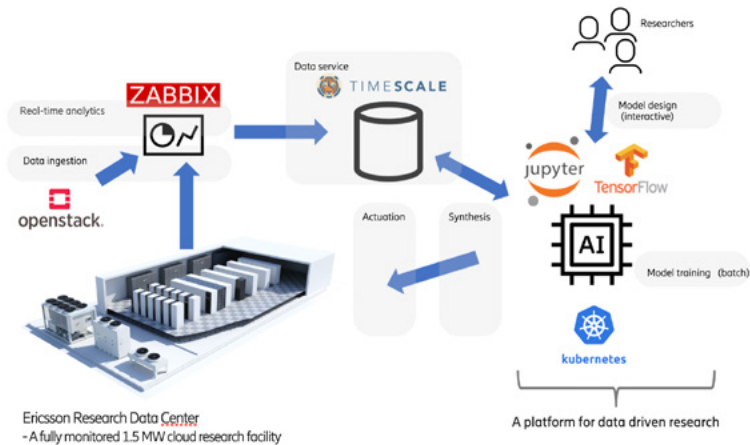 Researchers
Data service
TIMESCALE
ZABBIX
Real-time analytics
Model design
(interactive)
Data ingestion
jupyter
TensorFlow
openstack.
Actuation
Synthesis
AI
Model training (batch)
kubernetes
Ericsson Research Data Center
- A fully monitored 1.5 MW cloud research facility
A platform for data driven research